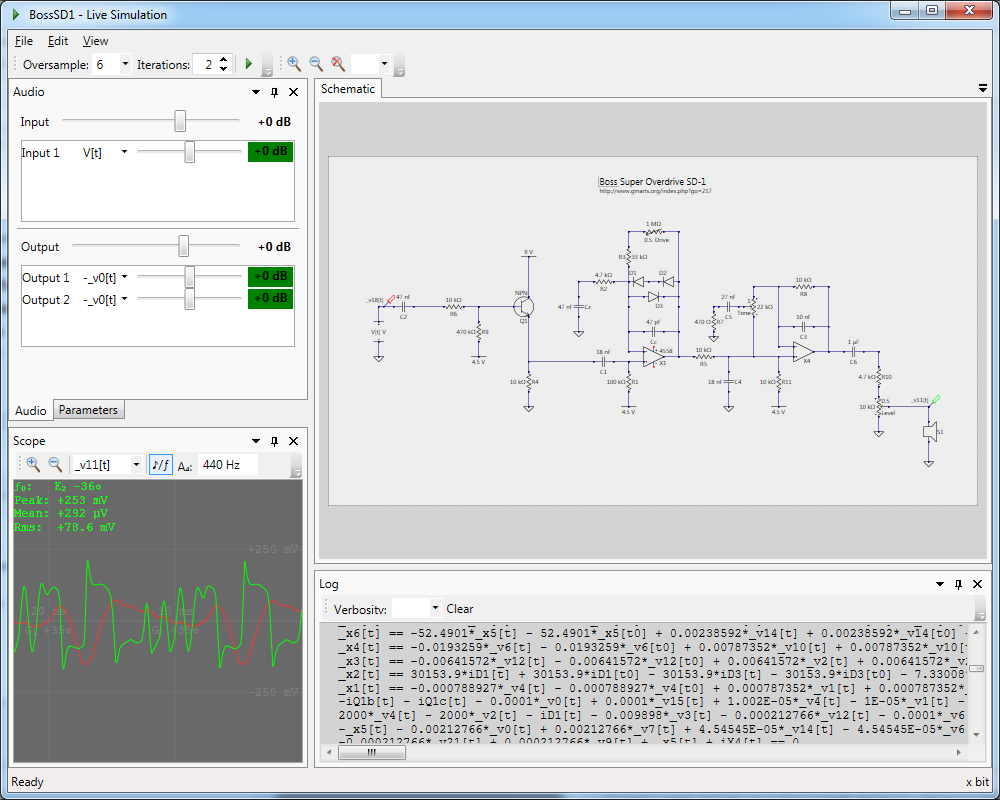 BossSD1 - Live Simulation
File Edit View
Oversample: 6 Iterations: 2
Audio
Input +0 dB
Input 1 V[t] +0 dB
Output +0 dB
Output 1 -_v0[t] +0 dB
Output 2 -_v0[t] +0 dB
Audio Parameters
Scope
_v11[t] ♪/ƒ A₄: 440 Hz
f₀: E₂ -36¢
Peak: +253 mV
Mean: +292 µV
Rms: +78.6 mV
+250 mV
-250 mV
Schematic
Boss Super Overdrive SD-1
http://www.gmarts.org/index.php?go=217
1 MΩ
0.5 Drive
R3 33 kΩ
9 V
4.7 kΩ
R2
D1 D2
D3
47 nF
47 pF
Cc
4558
X1
NPN
Q1
_x18[t] 47 nF
C2
10 kΩ
R6
V[t] V
470 kΩ R9
4.5 V
10 kΩ R4
18 nF
C1
100 kΩ R1
4.5 V
10 kΩ
R5
18 nF C4
27 nF
C5
470 Ω R7
1
22 kΩ
Tone
10 kΩ
R8
10 nF
C3
X4
10 kΩ R11
4.5 V
1 µF
C6
4.7 kΩ R10
0.5
10 kΩ Level
_x11[t]
S1
Log
Verbosity: Clear
_x6[t] == -52.4901*_x5[t] - 52.4901*_x5[t0] + 0.00238592*_v14[t] + 0.00238592*_v14[t0]
_x4[t] == -0.0193259*_v6[t] - 0.0193259*_v6[t0] + 0.00787352*_v10[t] + 0.00787352*_v10[
_x3[t] == -0.00641572*_v12[t] - 0.00641572*_v12[t0] + 0.00641572*_v2[t] + 0.00641572*_v
_x2[t] == 30153.9*iD1[t] + 30153.9*iD1[t0] - 30153.9*iD3[t] - 30153.9*iD3[t0] - 7.33008
_x1[t] == -0.000788927*_v4[t] - 0.000788927*_v4[t0] + 0.000787352*_v1[t] + 0.000787352*
-iQ1b[t] - iQ1c[t] - 0.0001*_v0[t] + 0.0001*_v15[t] + 1.002E-05*_v4[t] - 1E-05*_v1[t] -
2000*_v4[t] - 2000*_v2[t] - iD1[t] - 0.009898*_v3[t] - 0.000212766*_v12[t] - 0.0001*_v6
-_x5[t] - 0.00212766*_v0[t] + 0.00212766*_v7[t] + 4.54545E-05*_v14[t] - 4.54545E-05*_v6
Ready x bit